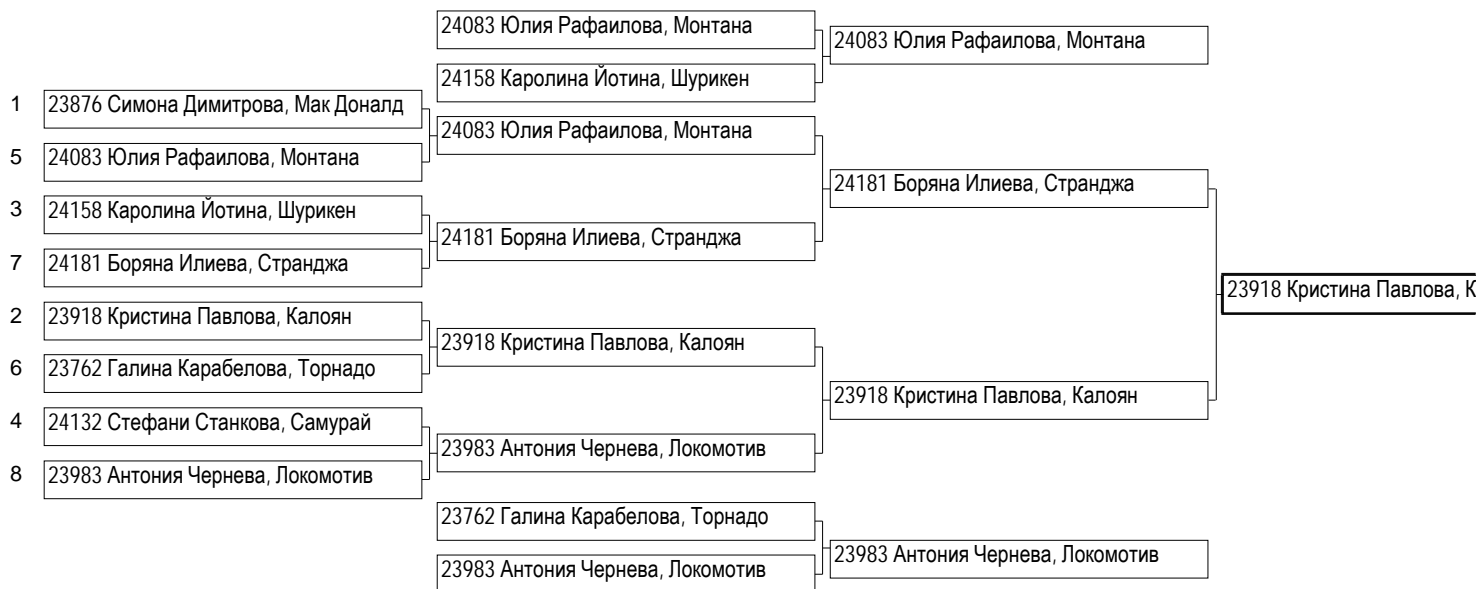 24083 Юлия Рафаилова, Монтана
24083 Юлия Рафаилова, Монтана
24158 Каролина Йотина, Шурикен
1 23876 Симона Димитрова, Мак Доналд
24083 Юлия Рафаилова, Монтана
5 24083 Юлия Рафаилова, Монтана
24181 Боряна Илиева, Странджа
3 24158 Каролина Йотина, Шурикен
24181 Боряна Илиева, Странджа
7 24181 Боряна Илиева, Странджа
23918 Кристина Павлова, К
2 23918 Кристина Павлова, Калоян
23918 Кристина Павлова, Калоян
6 23762 Галина Карабелова, Торнадо
23918 Кристина Павлова, Калоян
4 24132 Стефани Станкова, Самурай
23983 Антония Чернева, Локомотив
8 23983 Антония Чернева, Локомотив
23762 Галина Карабелова, Торнадо
23983 Антония Чернева, Локомотив
23983 Антония Чернева, Локомотив